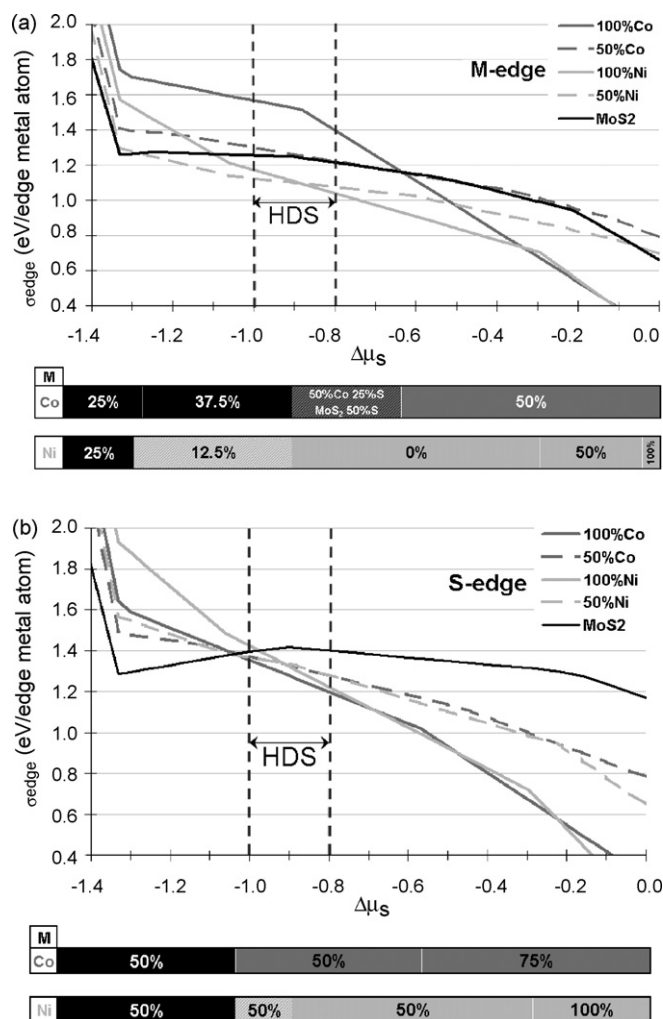 (a)
2.0
1.8
1.6
1.4
1.2
1.0
0.8
0.6
0.4
σedge (eV/edge metal atom)
M-edge
100%Co
50%Co
100%Ni
50%Ni
MoS2
HDS
-1.4 -1.2 -1.0 -0.8 -0.6 -0.4 -0.2 0.0
ΔμS
M
Co 25% 37.5% 50%Co 25%S 50%
MoS2 50%S
Ni 25% 12.5% 0% 50% 100%
(b)
2.0
1.8
1.6
1.4
1.2
1.0
0.8
0.6
0.4
σedge (eV/edge metal atom)
S-edge
100%Co
50%Co
100%Ni
50%Ni
MoS2
HDS
-1.4 -1.2 -1.0 -0.8 -0.6 -0.4 -0.2 0.0
ΔμS
M
Co 50% 50% 75%
Ni 50% 50% 50% 100%